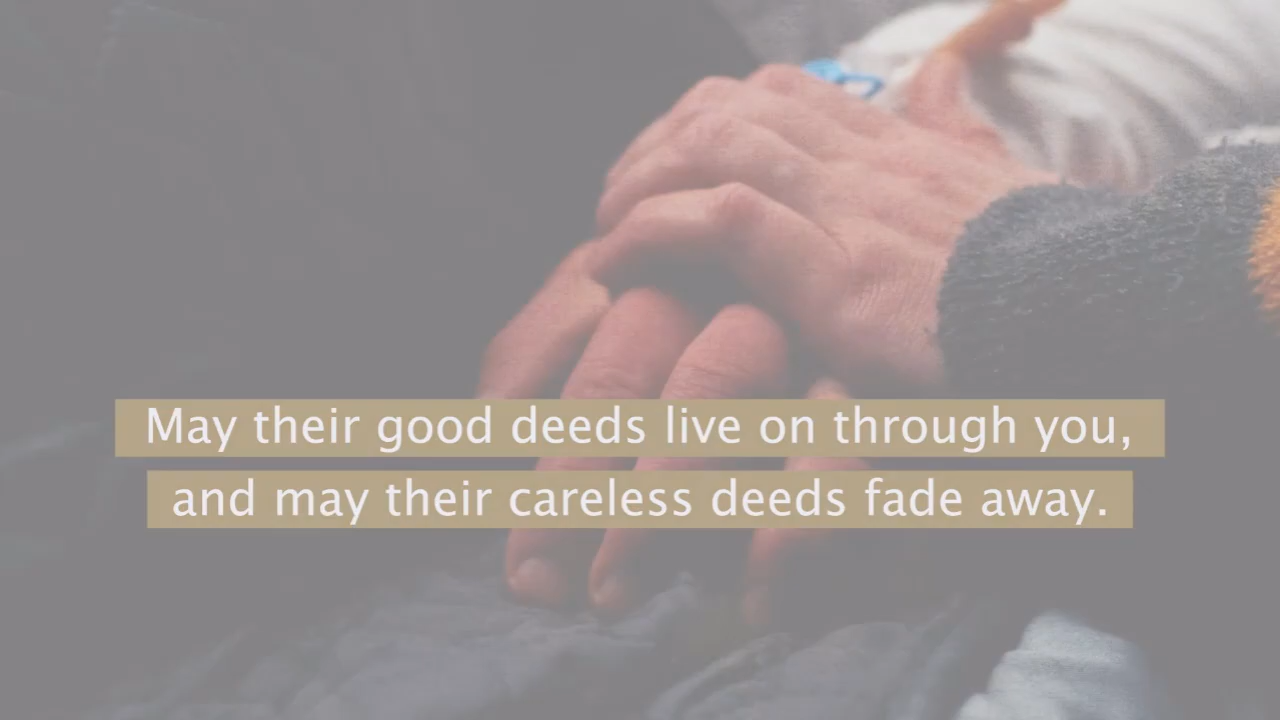 May their good deeds live on through you,
and may their careless deeds fade away.